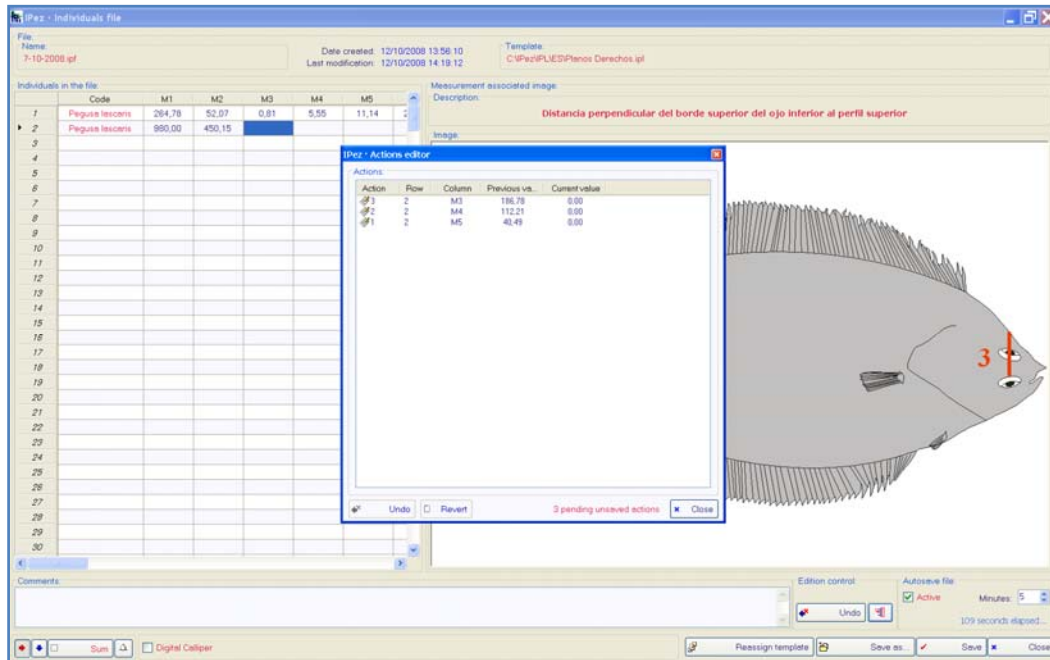 IPez · Individuals file
File:
Name:
7-10-2008.ipf
Date created: 12/10/2008 13:56:10
Last modification: 12/10/2008 14:19:12
Template:
C:\IPez\IPL\ES\Planos Derechos.ipl
Individuals in the file:
Code M1 M2 M3 M4 M5
1 Pegusa lascaris 264,78 52,07 0,81 5,55 11,14
2 Pegusa lascaris 980,00 450,15
3
4
5
6
7
8
9
10
11
12
13
14
15
16
17
18
19
20
21
22
23
24
25
26
27
28
29
30
Measurement associated image:
Description:
Distancia perpendicular del borde superior del ojo inferior al perfil superior
Image:
3
IPez · Actions editor
Actions:
Action Row Column Previous va... Current value
3 2 M3 186,78 0,00
2 2 M4 112,21 0,00
1 2 M5 40,49 0,00
Undo Revert 3 pending unsaved actions Close
Comments:
Edition control:
Undo
Autosave file:
Active Minutes: 5
109 seconds elapsed...
Sum Digital Calliper
Reassign template Save as... Save Close